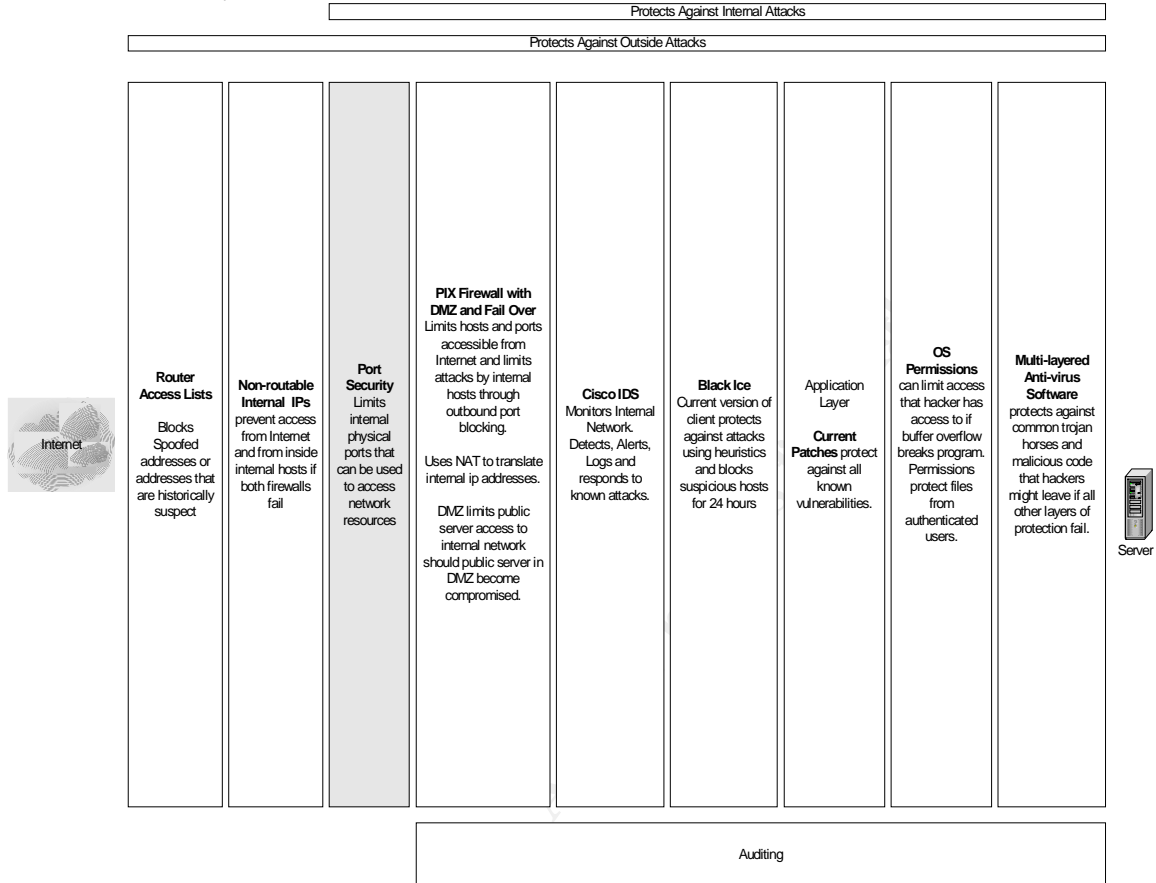 Protects Against Internal Attacks
Protects Against Outside Attacks
Internet
Router
Access Lists
Blocks
Spoofed
addresses or
addresses that
are historically
suspect
Non-routable
Internal IPs
prevent access
from Internet
and from inside
internal hosts if
both firewalls
fail
Port
Security
Limits
internal
physical
ports that
can be used
to access
network
resources
PIX Firewall with
DMZ and Fail Over
Limits hosts and ports
accessible from
Internet and limits
attacks by internal
hosts through
outbound port
blocking.
Uses NAT to translate
internal ip addresses.
DMZ limits public
server access to
internal network
should public server in
DMZ become
compromised.
Cisco IDS
Monitors Internal
Network.
Detects, Alerts,
Logs and
responds to
known attacks.
Black Ice
Current version of
client protects
against attacks
using heuristics
and blocks
suspicious hosts
for 24 hours
Application
Layer
Current
Patches protect
against all
known
vulnerabilities.
OS
Permissions
can limit access
that hacker has
access to if
buffer overflow
breaks program.
Permissions
protect files
from
authenticated
users.
Multi-layered
Anti-virus
Software
protects against
common trojan
horses and
malicious code
that hackers
might leave if all
other layers of
protection fail.
Server
Auditing